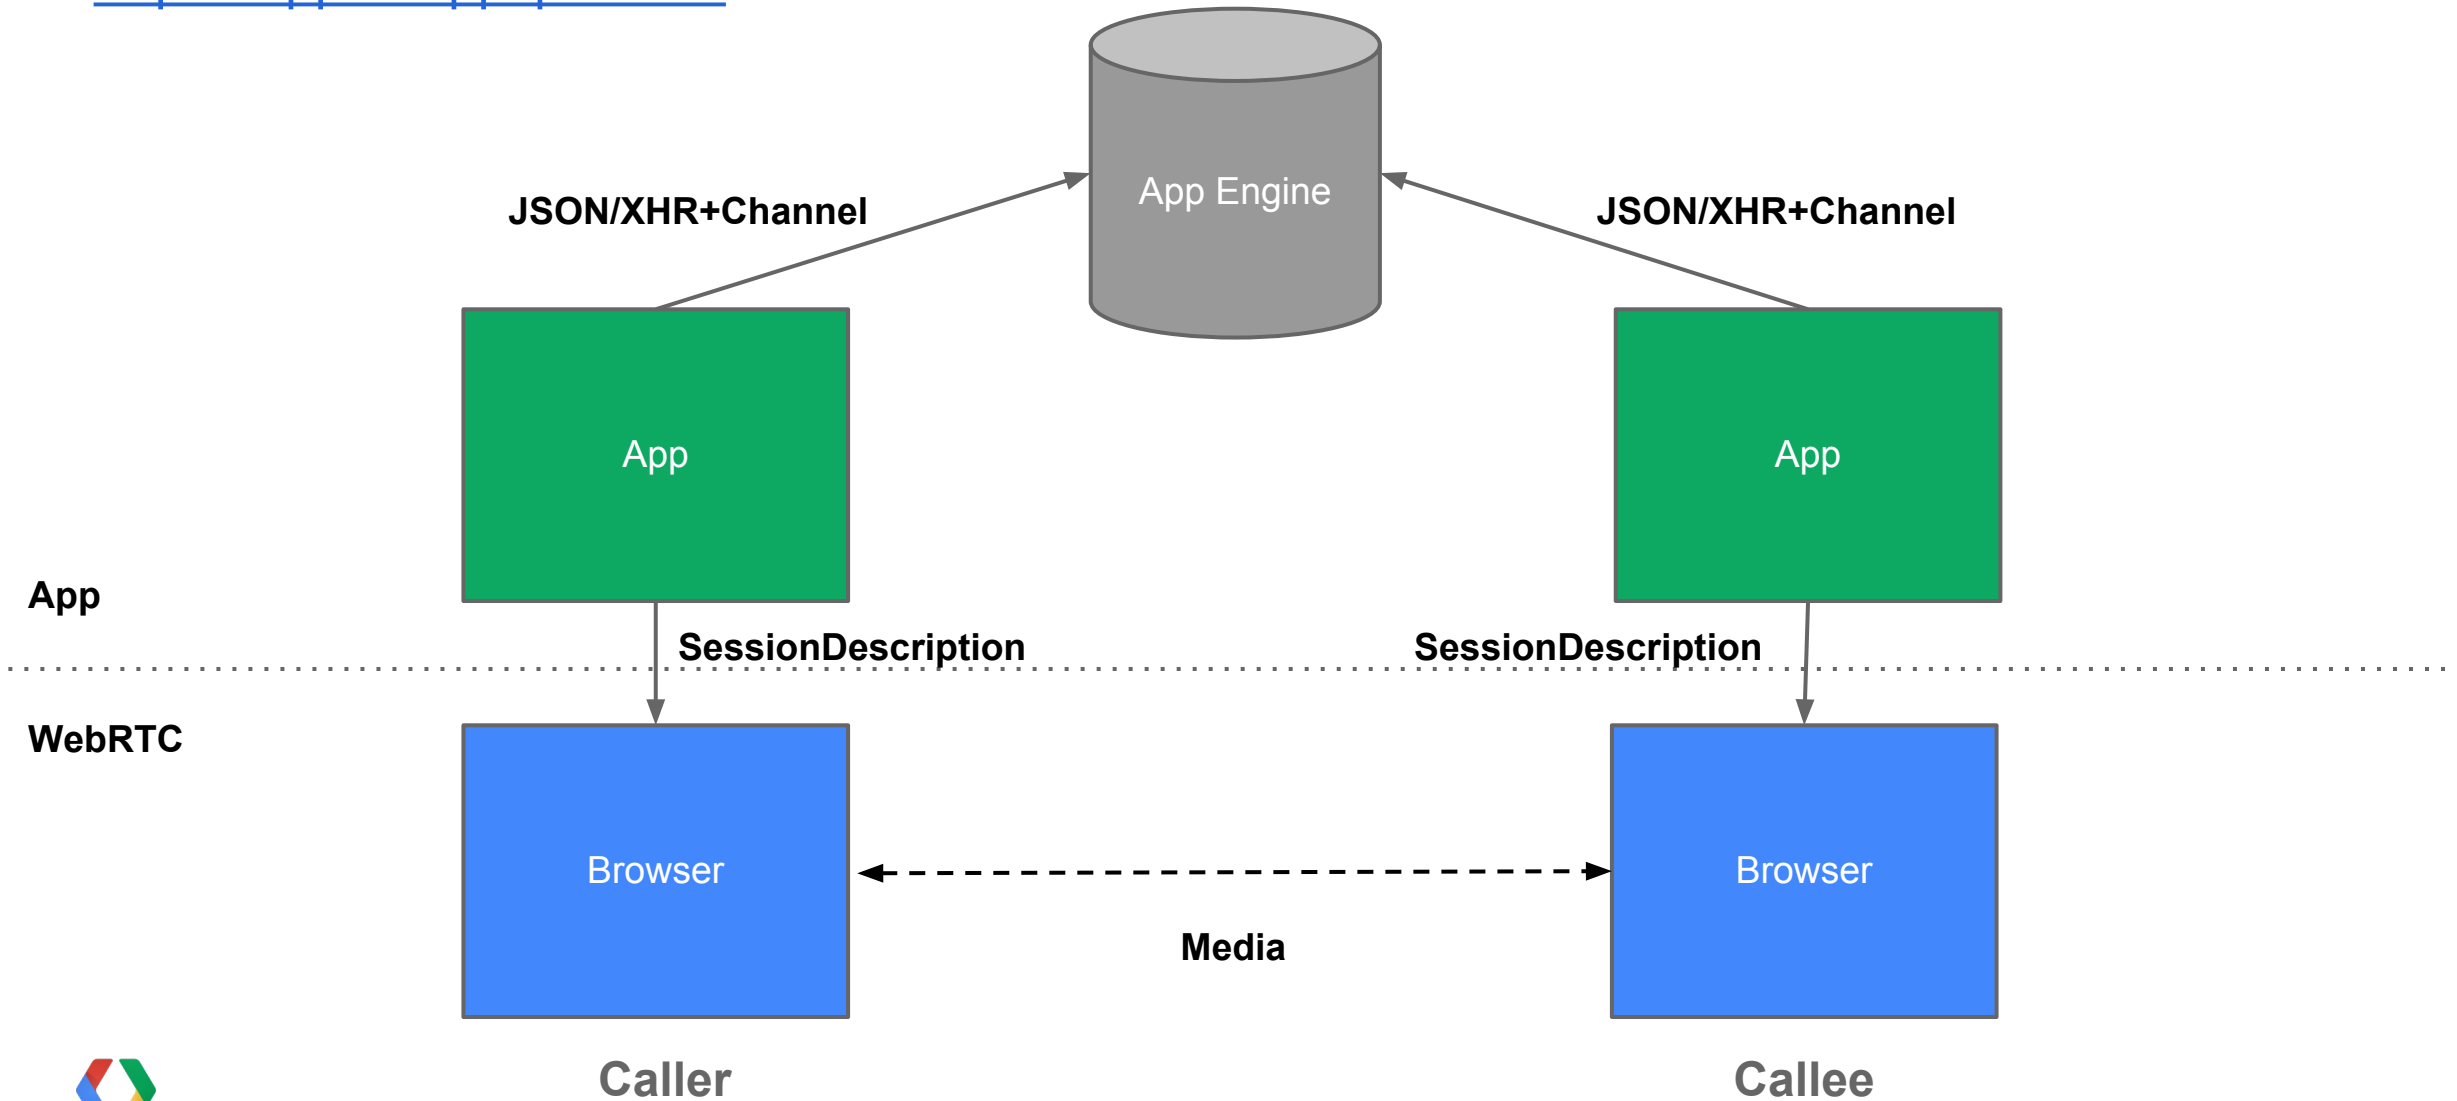 App Engine
JSON/XHR+Channel
JSON/XHR+Channel
App
App
App
SessionDescription
SessionDescription
WebRTC
Browser
Browser
Media
Caller
Callee